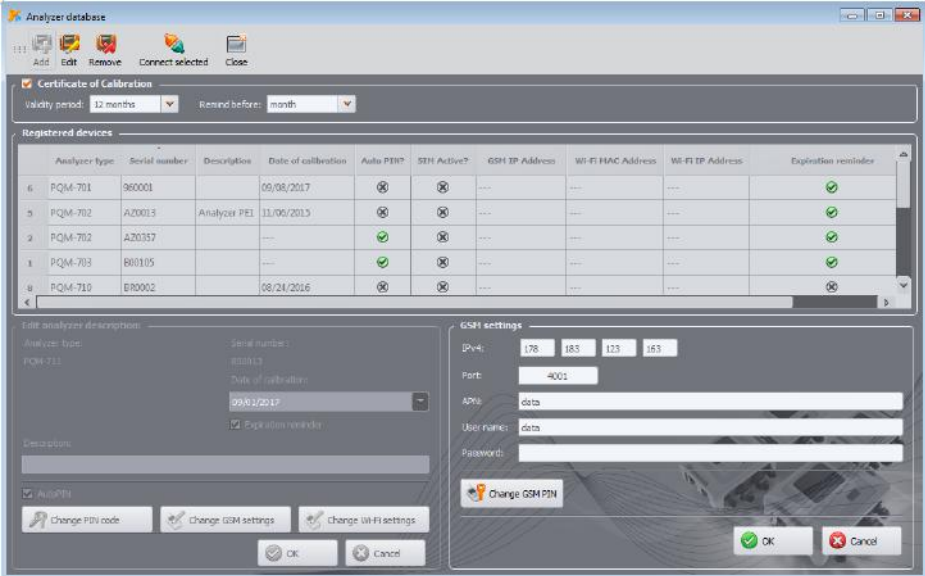 Analyzer database
Add Edit Remove Connect selected Close
Certificate of Calibration
Validity period: 12 months Remind before: month
Registered devices
Analyzer type Serial number Description Date of calibration Auto PIN? SIM Active? GSM IP Address Wi-Fi MAC Address Wi-Fi IP Address Expiration reminder
6 PQM-701 960001 09/08/2017 --- --- ---
5 PQM-702 AZ0013 Analyzer PE1 11/06/2015 --- --- ---
2 PQM-702 AZ0357 --- --- --- ---
1 PQM-703 B00105 --- --- --- ---
8 PQM-710 BR0002 08/24/2016 --- --- ---
Edit analyzer description:
Analyzer type: Serial number:
PQM-711
Date of calibration:
09/01/2017
Expiration reminder
Description:
AutoPIN
Change PIN code Change GSM settings Change Wi-Fi settings
OK Cancel
GSM settings
IPv4: 178 183 123 163
Port: 4001
APN: data
User name: data
Password:
Change GSM PIN
OK Cancel